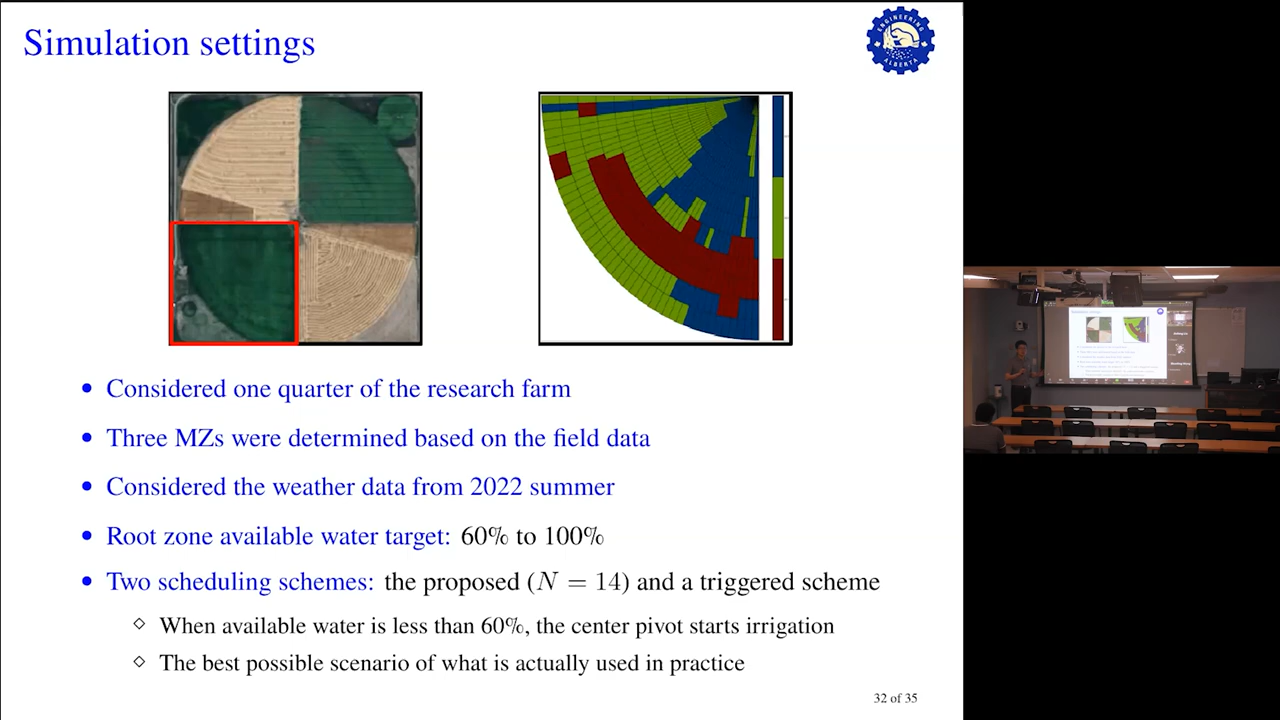 Simulation settings
ENGINEERING
ALBERTA
• Considered one quarter of the research farm
• Three MZs were determined based on the field data
• Considered the weather data from 2022 summer
• Root zone available water target: 60% to 100%
• Two scheduling schemes: the proposed (N = 14) and a triggered scheme
◇ When available water is less than 60%, the center pivot starts irrigation
◇ The best possible scenario of what is actually used in practice
32 of 35